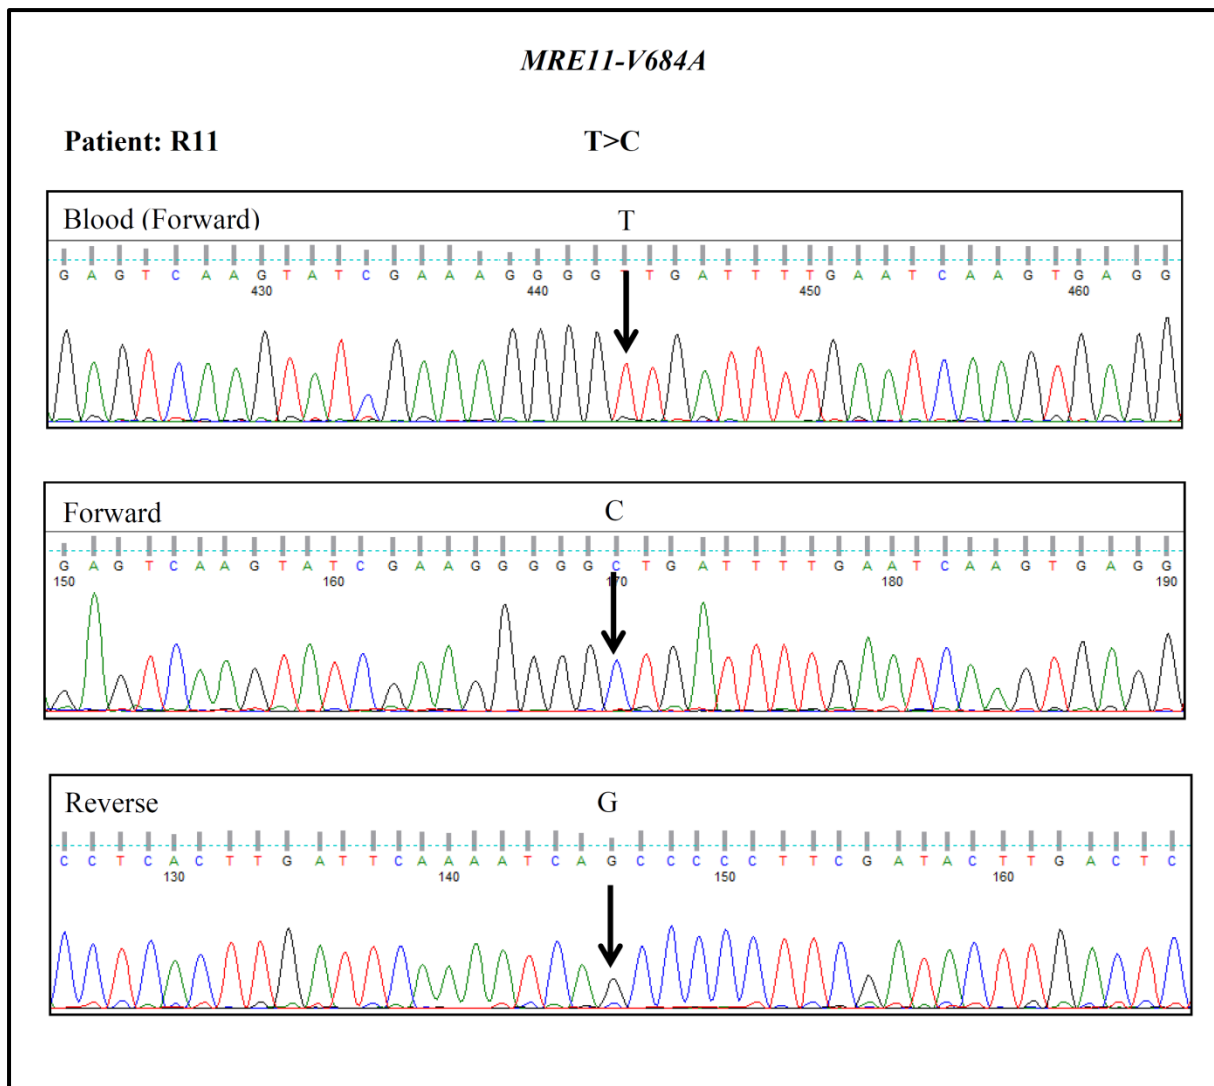 MRE11-V684A
Patient: R11 T>C
Blood (Forward) T
G A G T C A A G T A T C G A A A G G G G T T G A T T T T G A A T C A A G T G A G G
430 440 450 460
Forward C
G A G T C A A G T A T C G A A G G G G G C T G A T T T T G A A T C A A G T G A G G
150 160 170 180 190
Reverse G
C C T C A C T T G A T T C A A A A T C A G C C C C C T T C G A T A C T T G A C T C
130 140 150 160